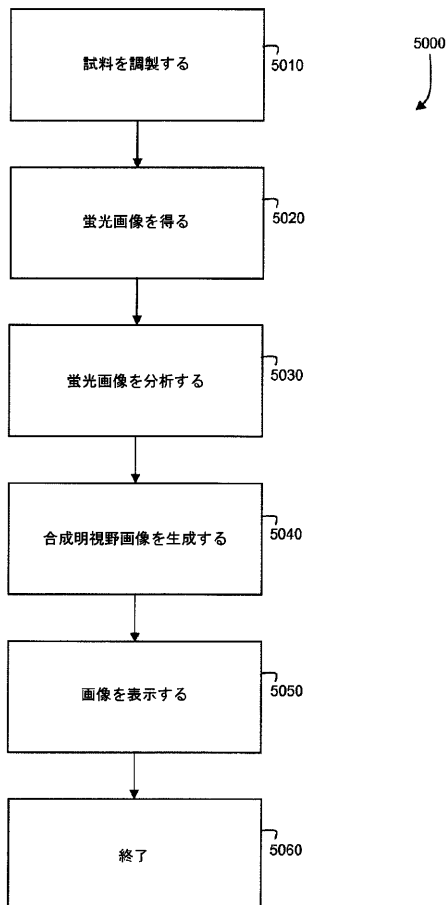 試料を調製する
5010
5000
蛍光画像を得る
5020
蛍光画像を分析する
5030
合成明視野画像を生成する
5040
画像を表示する
5050
終了
5060